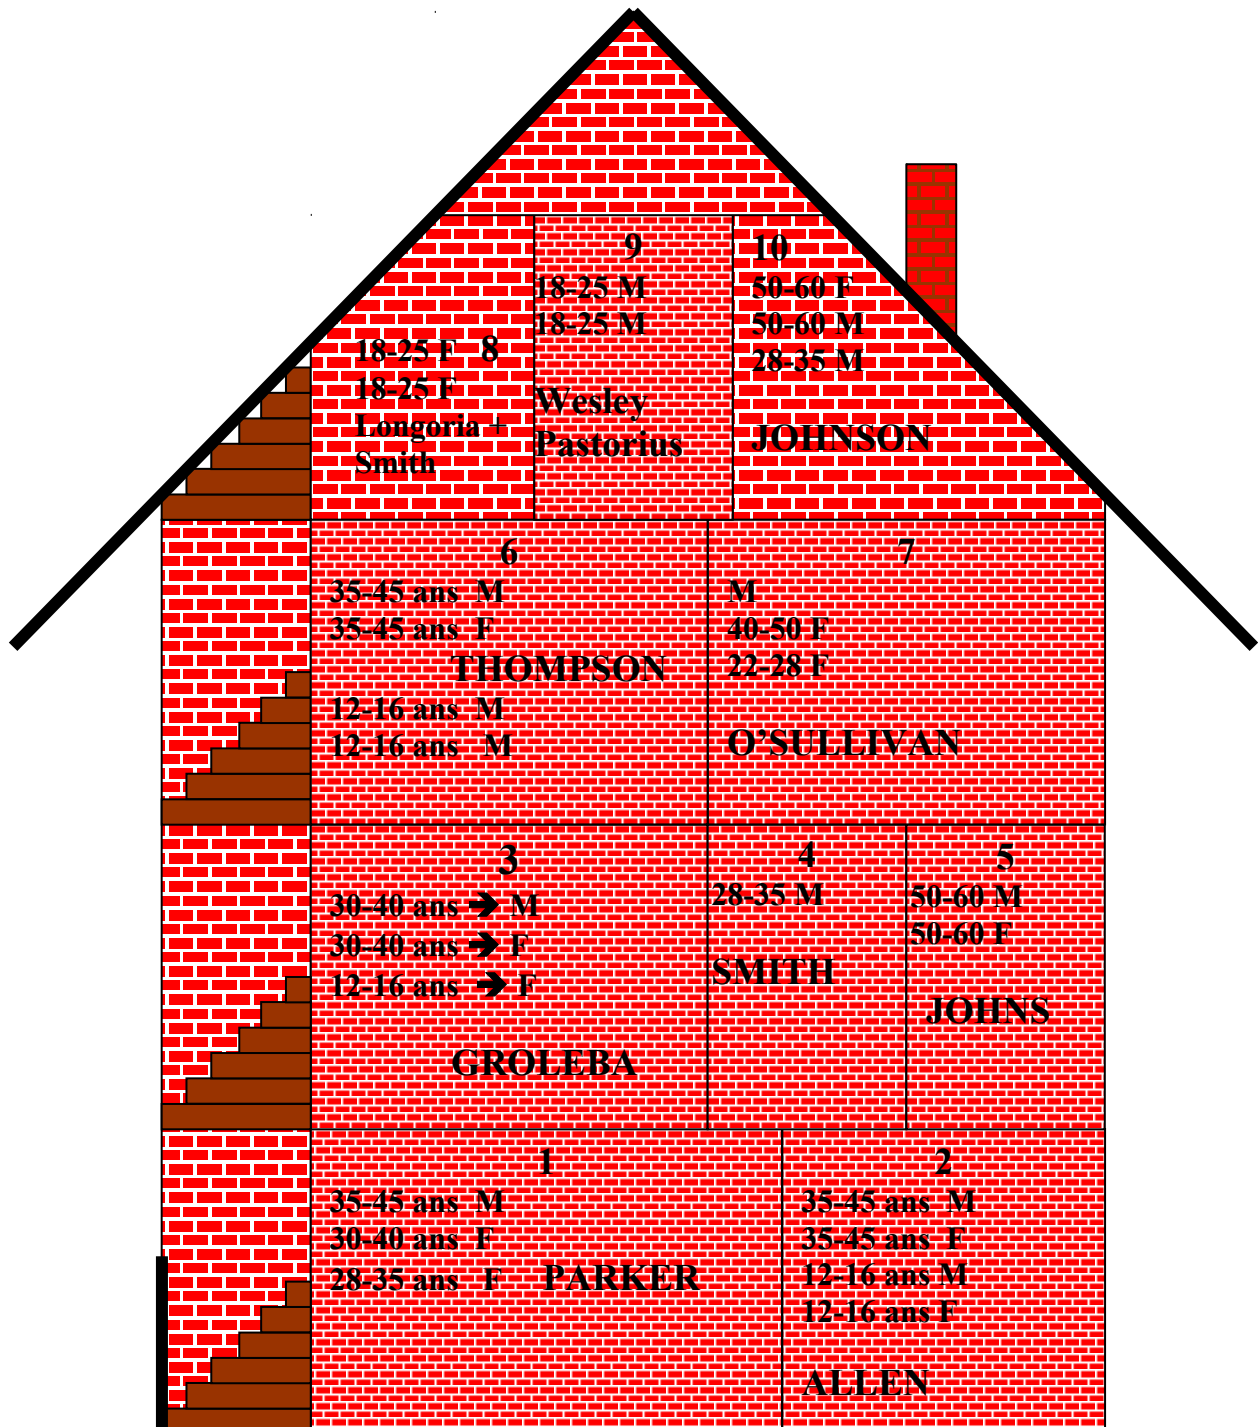 9
18-25 M
18-25 M
Wesley
Pastorius
10
50-60 F
50-60 M
28-35 M
JOHNSON
18-25 F 8
18-25 F
Longoria +
Smith
6
35-45 ans M
35-45 ans F
THOMPSON
12-16 ans M
12-16 ans M
7
M
40-50 F
22-28 F
O'SULLIVAN
3
30-40 ans ➔ M
30-40 ans ➔ F
12-16 ans ➔ F
GROLEBA
4
28-35 M
SMITH
5
50-60 M
50-60 F
JOHNS
1
35-45 ans M
30-40 ans F
28-35 ans F PARKER
2
35-45 ans M
35-45 ans F
12-16 ans M
12-16 ans F
ALLEN